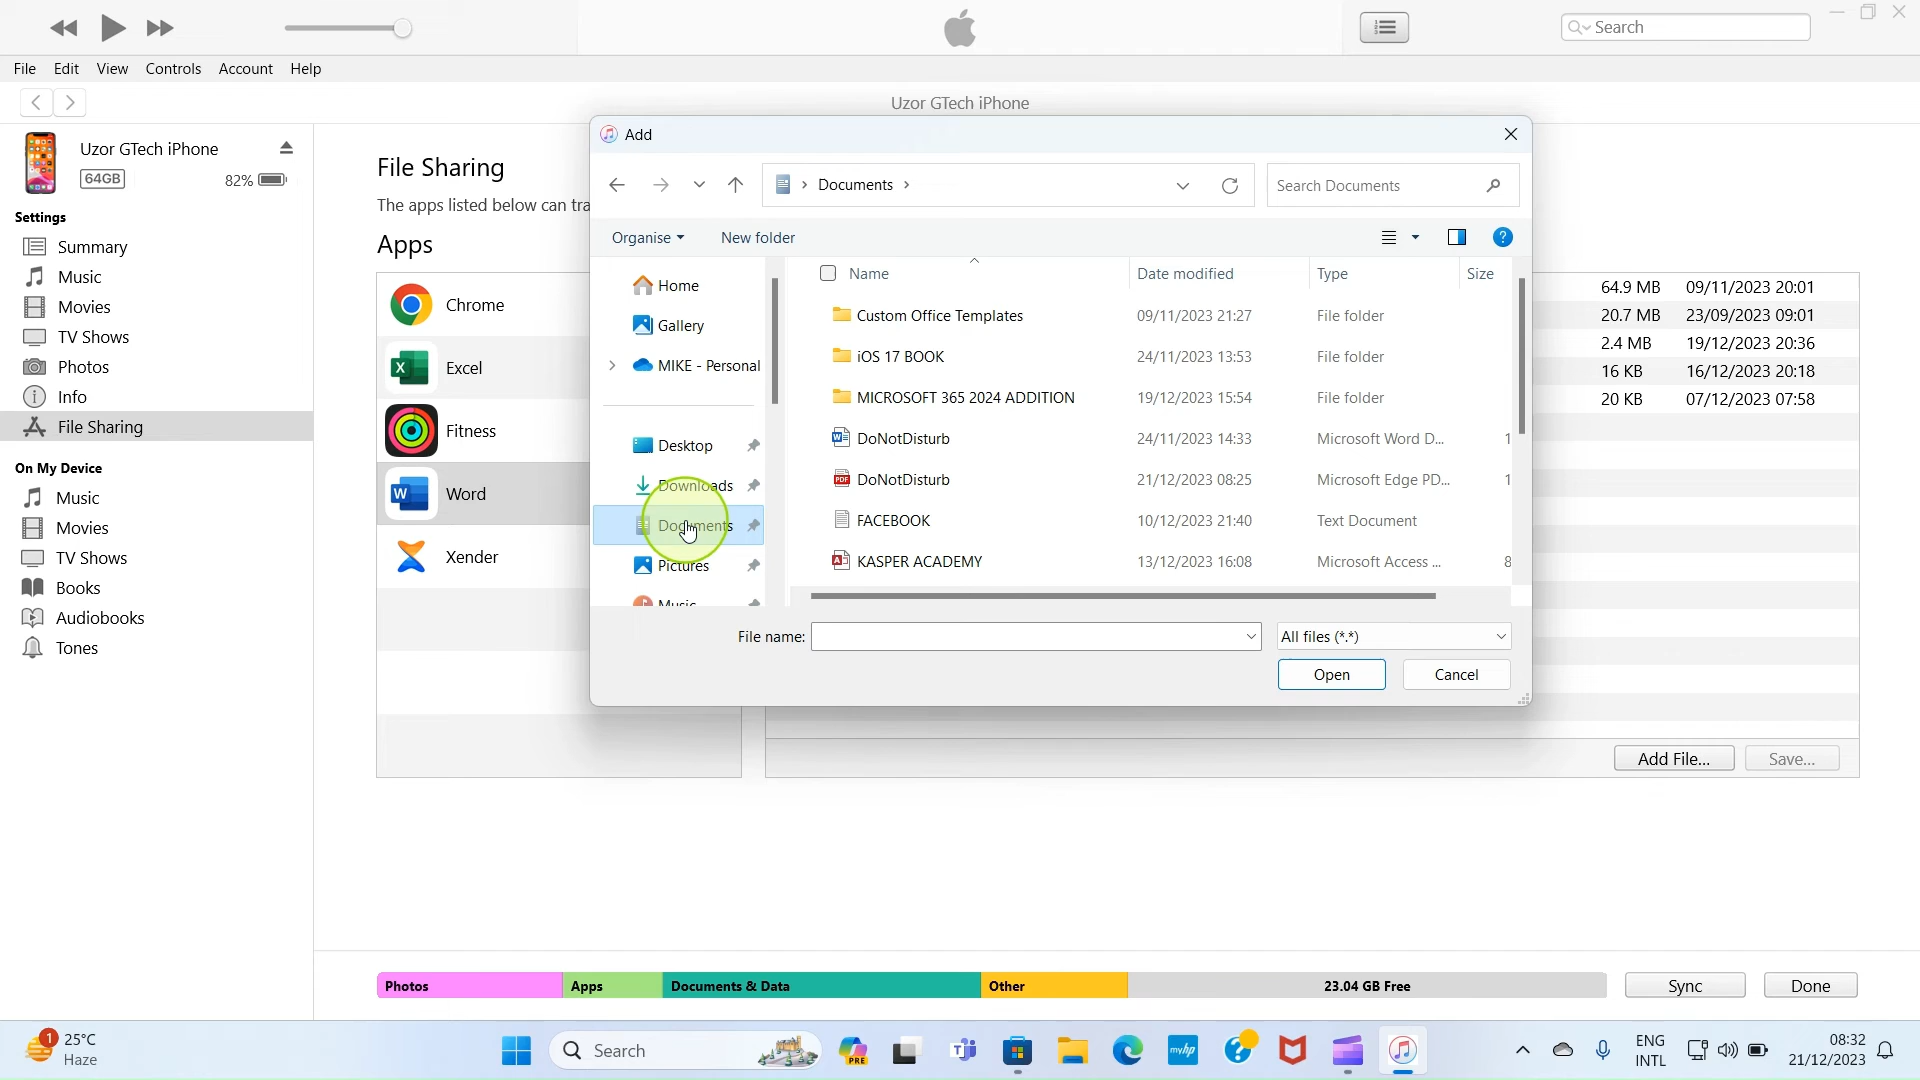 Search
File Edit View Controls Account Help
Uzor GTech iPhone
Uzor GTech iPhone
64GB
82%
Settings
Summary
Music
Movies
TV Shows
Photos
Info
File Sharing
On My Device
Music
Movies
TV Shows
Books
Audiobooks
Tones
File Sharing
The apps listed below can tra
Apps
Chrome
Excel
Fitness
Word
Xender
Add
Documents
Search Documents
Organise New folder
Home
Gallery
MIKE - Personal
Desktop
Downloads
Documents
Pictures
Music
Name Date modified Type Size
Custom Office Templates 09/11/2023 21:27 File folder
iOS 17 BOOK 24/11/2023 13:53 File folder
MICROSOFT 365 2024 ADDITION 19/12/2023 15:54 File folder
DoNotDisturb 24/11/2023 14:33 Microsoft Word D... 1
DoNotDisturb 21/12/2023 08:25 Microsoft Edge PD... 1
FACEBOOK 10/12/2023 21:40 Text Document
KASPER ACADEMY 13/12/2023 16:08 Microsoft Access ... 8
File name: All files (*.*)
Open Cancel
64.9 MB 09/11/2023 20:01
20.7 MB 23/09/2023 09:01
2.4 MB 19/12/2023 20:36
16 KB 16/12/2023 20:18
20 KB 07/12/2023 07:58
Add File... Save...
Photos Apps Documents & Data Other 23.04 GB Free
Sync Done
1
25°C
Haze
Search
PRE
myhp
ENG
INTL
08:32
21/12/2023